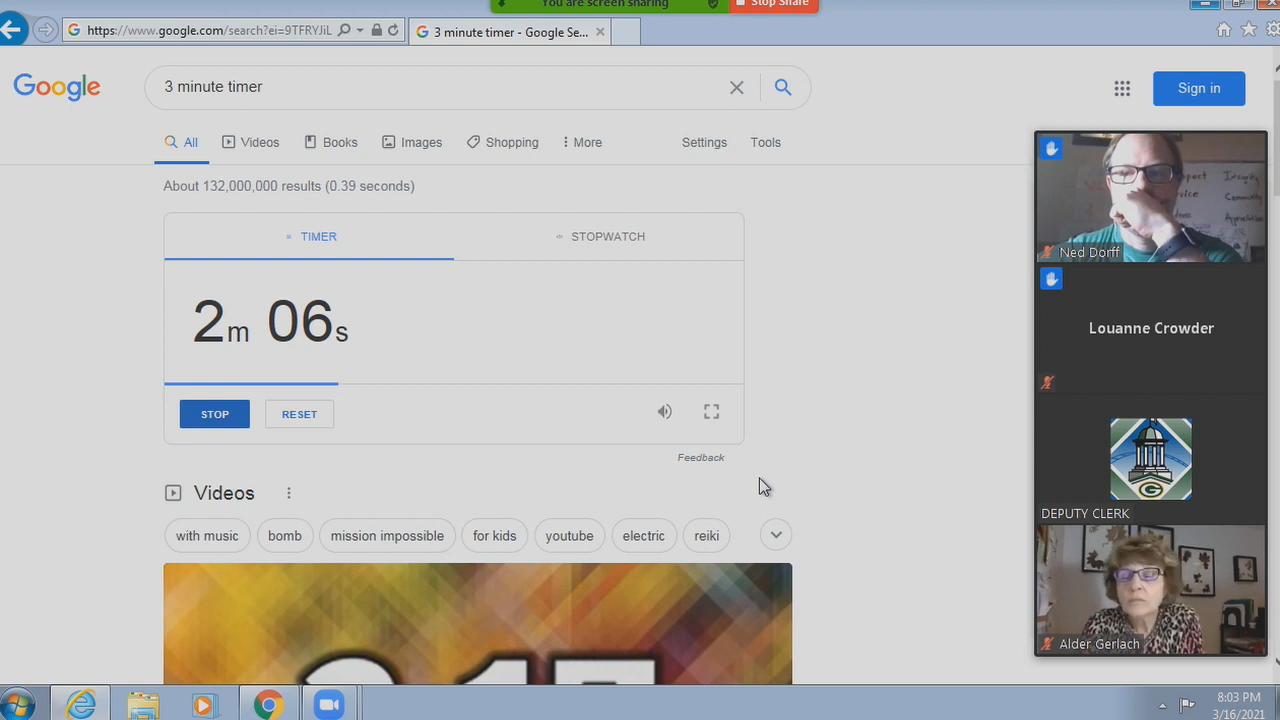 You are screen sharing
Stop Share
https://www.google.com/search?ei=9TFRYJiL
3 minute timer - Google Se...
Google
3 minute timer
Sign in
All
Videos
Books
Images
Shopping
More
Settings
Tools
About 132,000,000 results (0.39 seconds)
TIMER
STOPWATCH
2m 06s
STOP
RESET
Feedback
Videos
with music
bomb
mission impossible
for kids
youtube
electric
reiki
Integrity
Community
Appreciation
Ned Dorff
Louanne Crowder
G
DEPUTY CLERK
Alder Gerlach
8:03 PM
3/16/2021